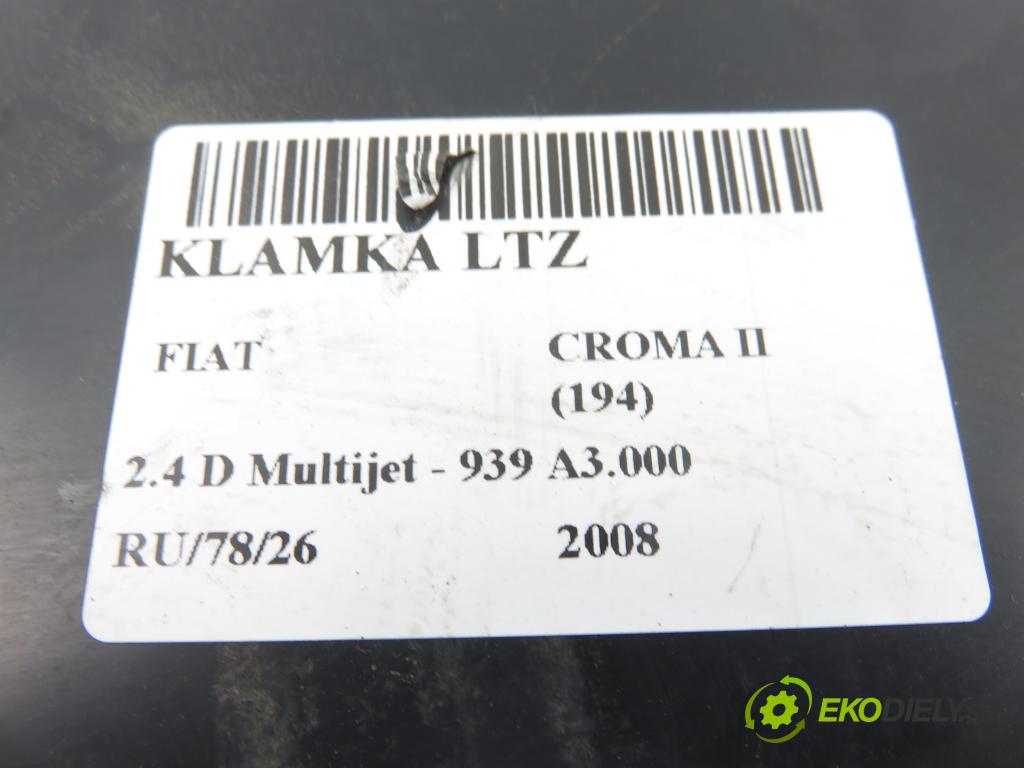 KLAMKA LTZ
FIAT CROMA II
(194)
2.4 D Multijet - 939 A3.000
RU/78/26 2008
EKODIELY.S